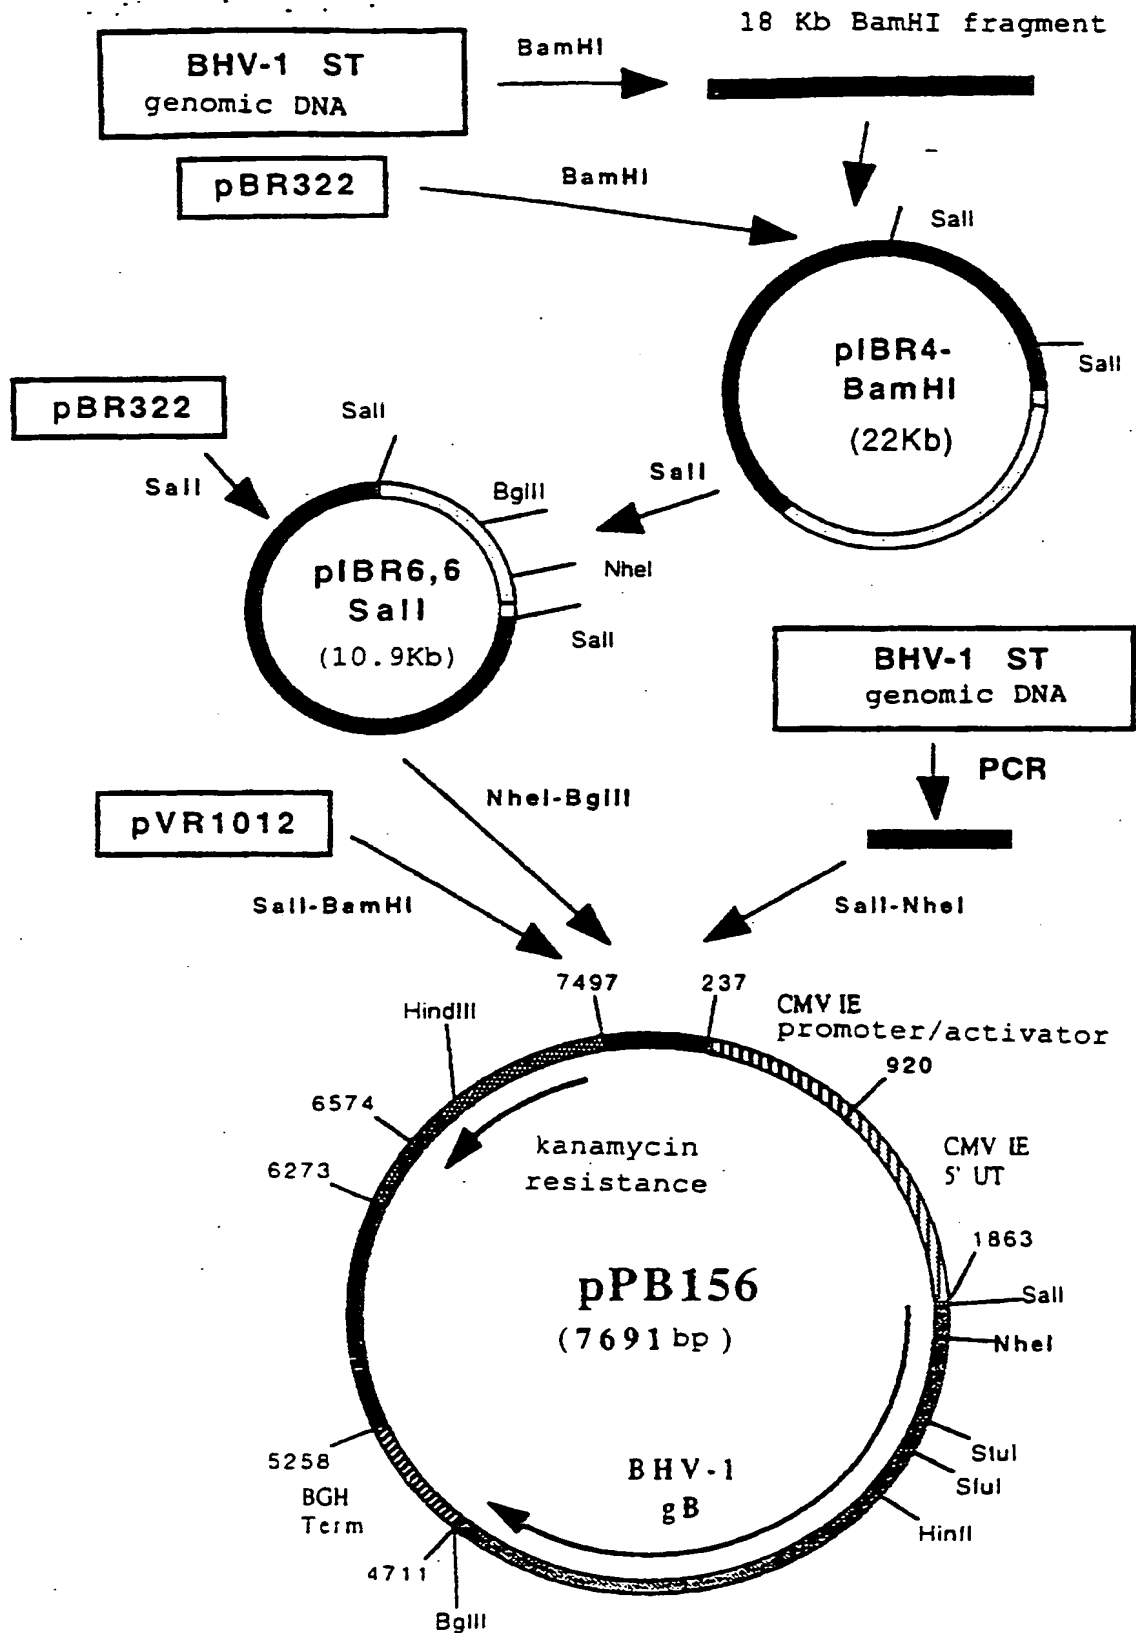 18 Kb BamHI fragment
BHV-1 ST
genomic DNA
BamHI
pBR322
BamHI
SalI
pIBR4-
BamHI
(22Kb)
SalI
pBR322
SalI
SalI
SalI
BglII
NheI
SalI
pIBR6,6
SalI
(10.9Kb)
BHV-1 ST
genomic DNA
PCR
NheI-BglII
pVR1012
SalI-BamHI
SalI-NheI
7497
237
HindIII
CMV IE
promoter/activator
920
6574
6273
kanamycin
resistance
CMV IE
5' UT
1863
SalI
NheI
pPB156
(7691 bp)
StuI
StuI
HinII
BHV-1
gB
5258
BGH
Term
4711
BglII